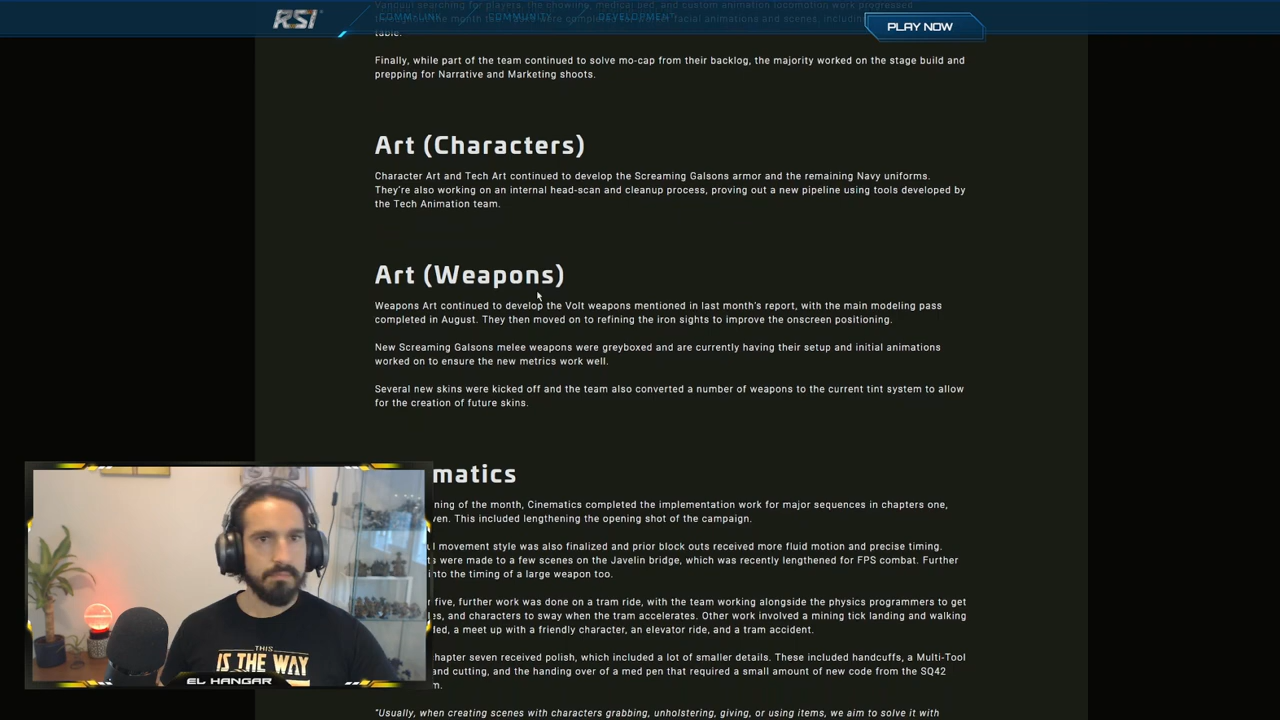 RSI
COMM-LINK COMMUNITY DEVELOPMENT
PLAY NOW
table.
Finally, while part of the team continued to solve mo-cap from their backlog, the majority worked on the stage build and
prepping for Narrative and Marketing shoots.
Art (Characters)
Character Art and Tech Art continued to develop the Screaming Galsons armor and the remaining Navy uniforms.
They're also working on an internal head-scan and cleanup process, proving out a new pipeline using tools developed by
the Tech Animation team.
Art (Weapons)
Weapons Art continued to develop the Volt weapons mentioned in last month's report, with the main modeling pass
completed in August. They then moved on to refining the iron sights to improve the onscreen positioning.
New Screaming Galsons melee weapons were greyboxed and are currently having their setup and initial animations
worked on to ensure the new metrics work well.
Several new skins were kicked off and the team also converted a number of weapons to the current tint system to allow
for the creation of future skins.
matics
ning of the month, Cinematics completed the implementation work for major sequences in chapters one,
ven. This included lengthening the opening shot of the campaign.
l movement style was also finalized and prior block outs received more fluid motion and precise timing.
ts were made to a few scenes on the Javelin bridge, which was recently lengthened for FPS combat. Further
into the timing of a large weapon too.
r five, further work was done on a tram ride, with the team working alongside the physics programmers to get
es, and characters to sway when the tram accelerates. Other work involved a mining tick landing and walking
ded, a meet up with a friendly character, an elevator ride, and a tram accident.
hapter seven received polish, which included a lot of smaller details. These included handcuffs, a Multi-Tool
and cutting, and the handing over of a med pen that required a small amount of new code from the SQ42
m.
"Usually, when creating scenes with characters grabbing, unholstering, giving, or using items, we aim to solve it with
THIS
IS THE WAY
EL HANGAR